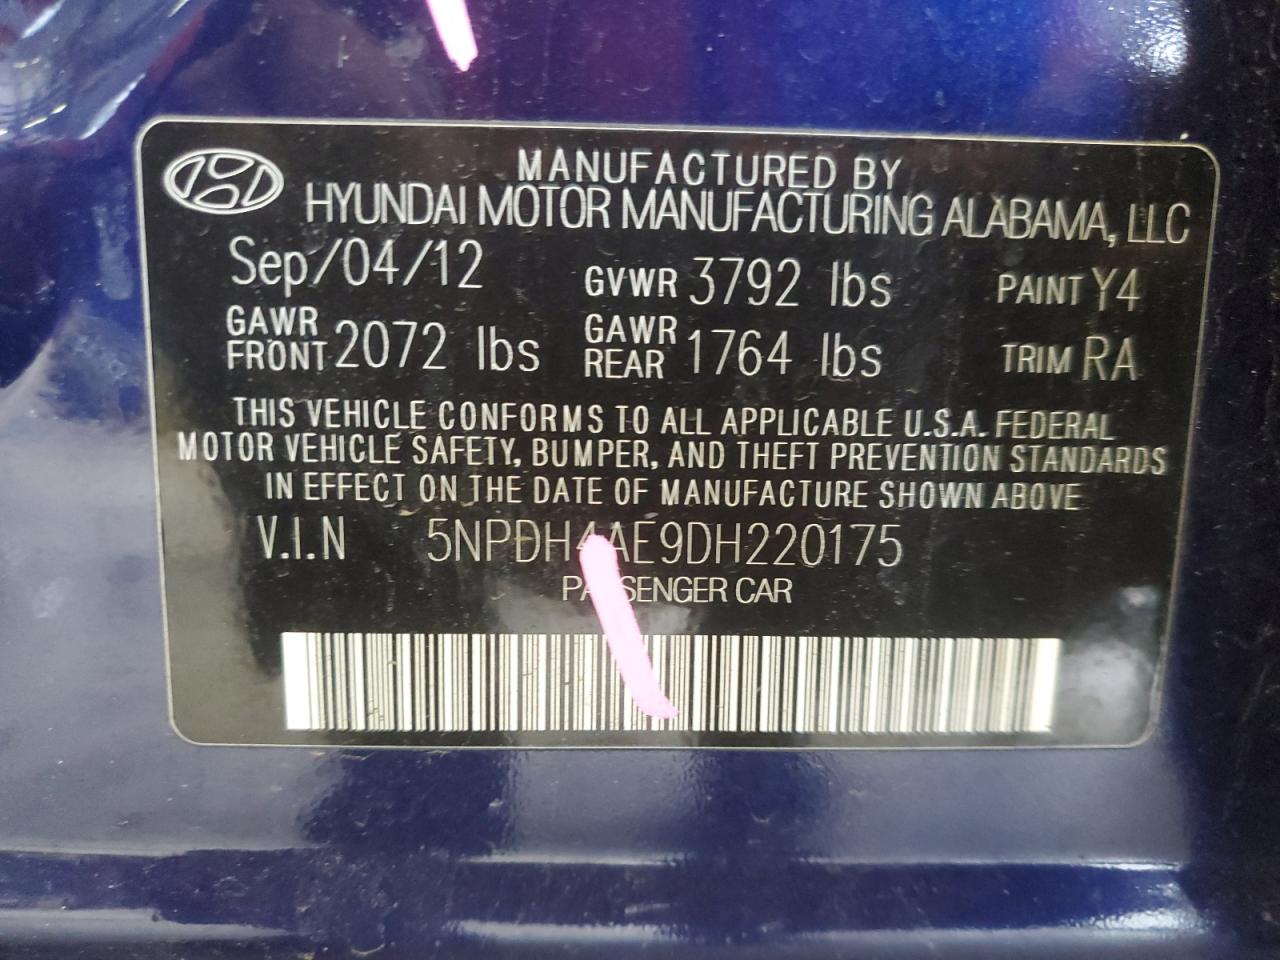 MANUFACTURED BY
HYUNDAI MOTOR MANUFACTURING ALABAMA, LLC
Sep/04/12 GVWR 3792 lbs PAINT Y4
GAWR FRONT 2072 lbs GAWR REAR 1764 lbs TRIM RA
THIS VEHICLE CONFORMS TO ALL APPLICABLE U.S.A. FEDERAL
MOTOR VEHICLE SAFETY, BUMPER, AND THEFT PREVENTION STANDARDS
IN EFFECT ON THE DATE OF MANUFACTURE SHOWN ABOVE
V.I.N 5NPDH4AE9DH220175
PASSENGER CAR